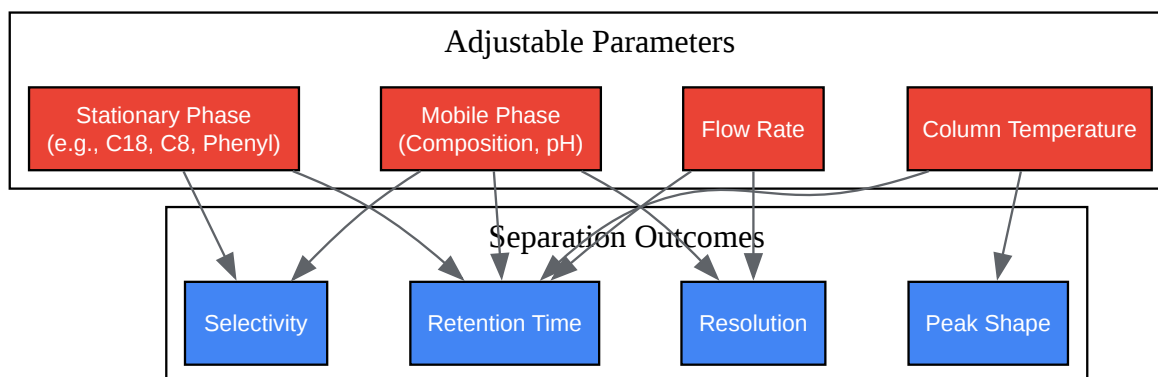 Adjustable Parameters
Stationary Phase
(e.g., C18, C8, Phenyl)
Mobile Phase
(Composition, pH)
Flow Rate
Column Temperature
Separation Outcomes
Selectivity
Retention Time
Resolution
Peak Shape